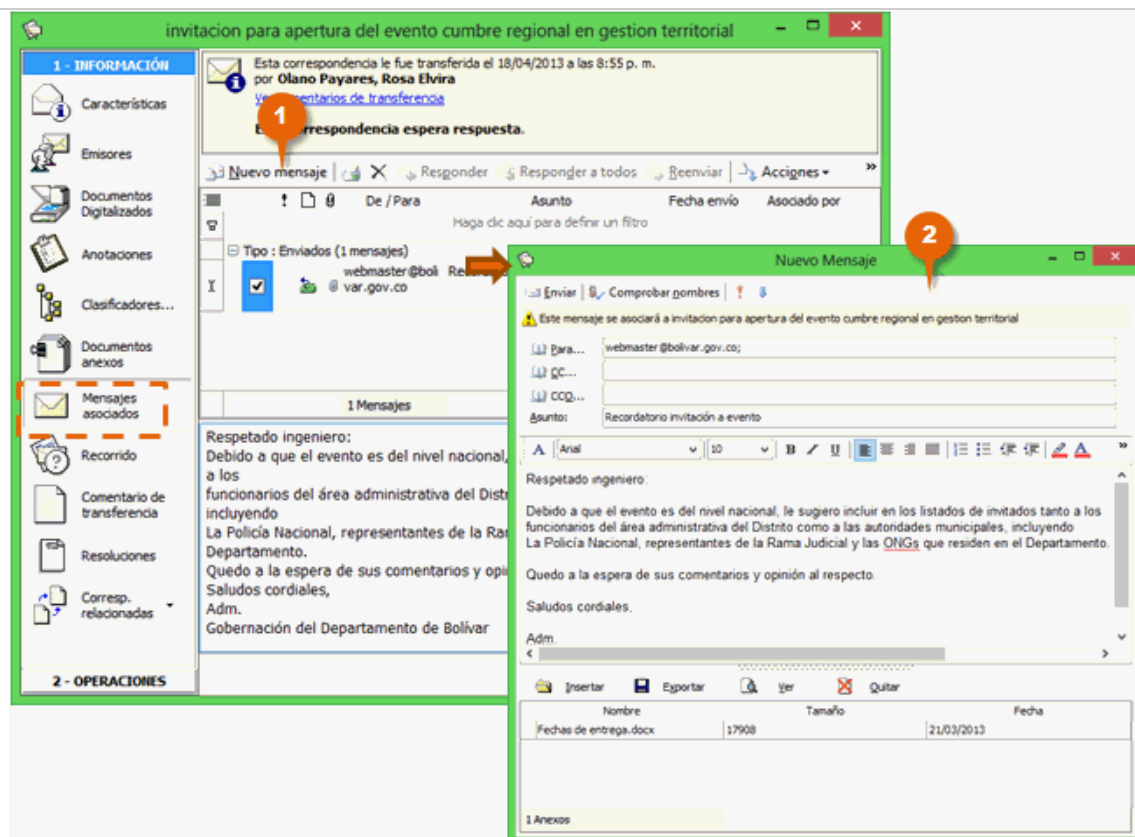 invitacion para apertura del evento cumbre regional en gestion territorial
1 - INFORMACIÓN
Características
Emisores
Documentos
Digitalizados
Anotaciones
Clasificadores...
Documentos
anexos
Mensajes
asociados
Recorrido
Comentario de
transferencia
Resoluciones
Corresp.
relacionadas
2 - OPERACIONES
Esta correspondencia le fue transferida el 18/04/2013 a las 8:55 p. m.
por Olano Payares, Rosa Elvira
comentarios de transferencia
correspondencia espera respuesta.
1
Nuevo mensaje
Responder
Responder a todos
Reenviar
Acciones
»
! De / Para Asunto Fecha envío Asociado por
Haga clic aquí para definir un filtro
Tipo : Enviados (1 mensajes)
webmaster@boli
var.gov.co
1 Mensajes
Respetado ingeniero:
Debido a que el evento es del nivel nacional,
a los
funcionarios del área administrativa del
incluyendo
La Policía Nacional, representantes de la
Departamento.
Quedo a la espera de sus comentarios y
Saludos cordiales,
Adm.
Gobernación del Departamento de Bolívar
2
Nuevo Mensaje
Enviar Comprobar nombres !
Este mensaje se asociará a invitacion para apertura del evento cumbre regional en gestion territorial
Para... webmaster@bolivar.gov.co;
CC...
CCO...
Asunto: Recordatorio invitación a evento
A Arial 10 B I U A »
Respetado ingeniero:
Debido a que el evento es del nivel nacional, le sugiero incluir en los listados de invitados tanto a los
funcionarios del área administrativa del Distrito como a las autoridades municipales, incluyendo
La Policía Nacional, representantes de la Rama Judicial y las ONGs que residen en el Departamento.
Quedo a la espera de sus comentarios y opinión al respecto.
Saludos cordiales,
Adm.
Insertar Exportar Ver Quitar
Nombre Tamaño Fecha
Fechas de entrega.docx 17908 21/03/2013
1 Anexos